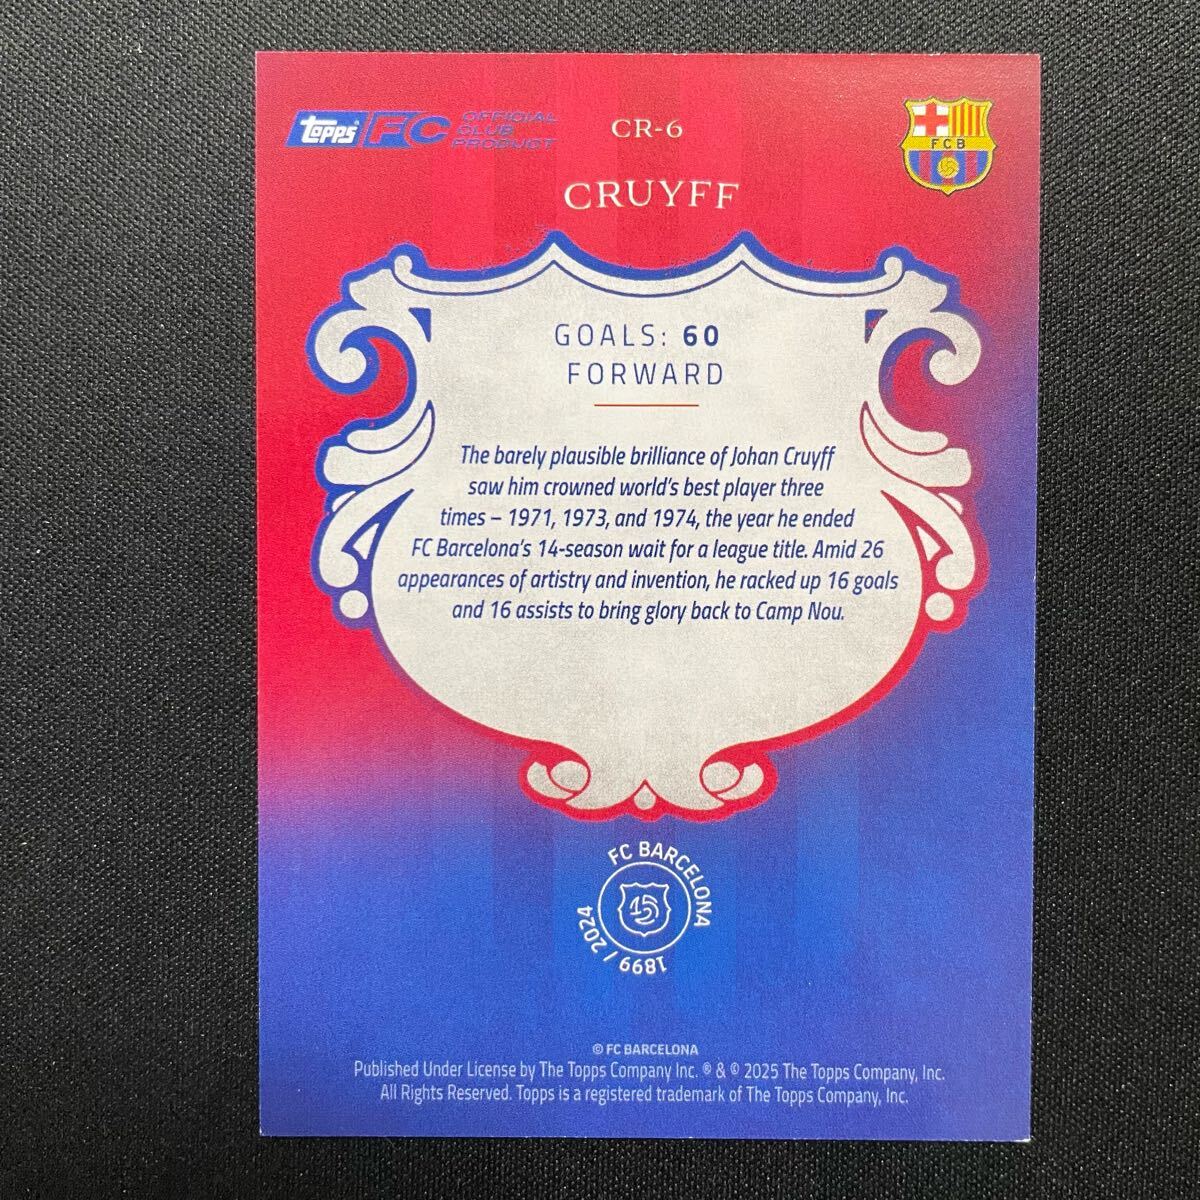 Topps FC OFFICIAL CLUB PRODUCT
CR-6
FCB
CRUYFF
GOALS: 60
FORWARD
The barely plausible brilliance of Johan Cruyff
saw him crowned world's best player three
times – 1971, 1973, and 1974, the year he ended
FC Barcelona's 14-season wait for a league title. Amid 26
appearances of artistry and invention, he racked up 16 goals
and 16 assists to bring glory back to Camp Nou.
FC BARCELONA
1899 / 2024
© FC BARCELONA
Published Under License by The Topps Company Inc. ® & © 2025 The Topps Company, Inc.
All Rights Reserved. Topps is a registered trademark of The Topps Company, Inc.